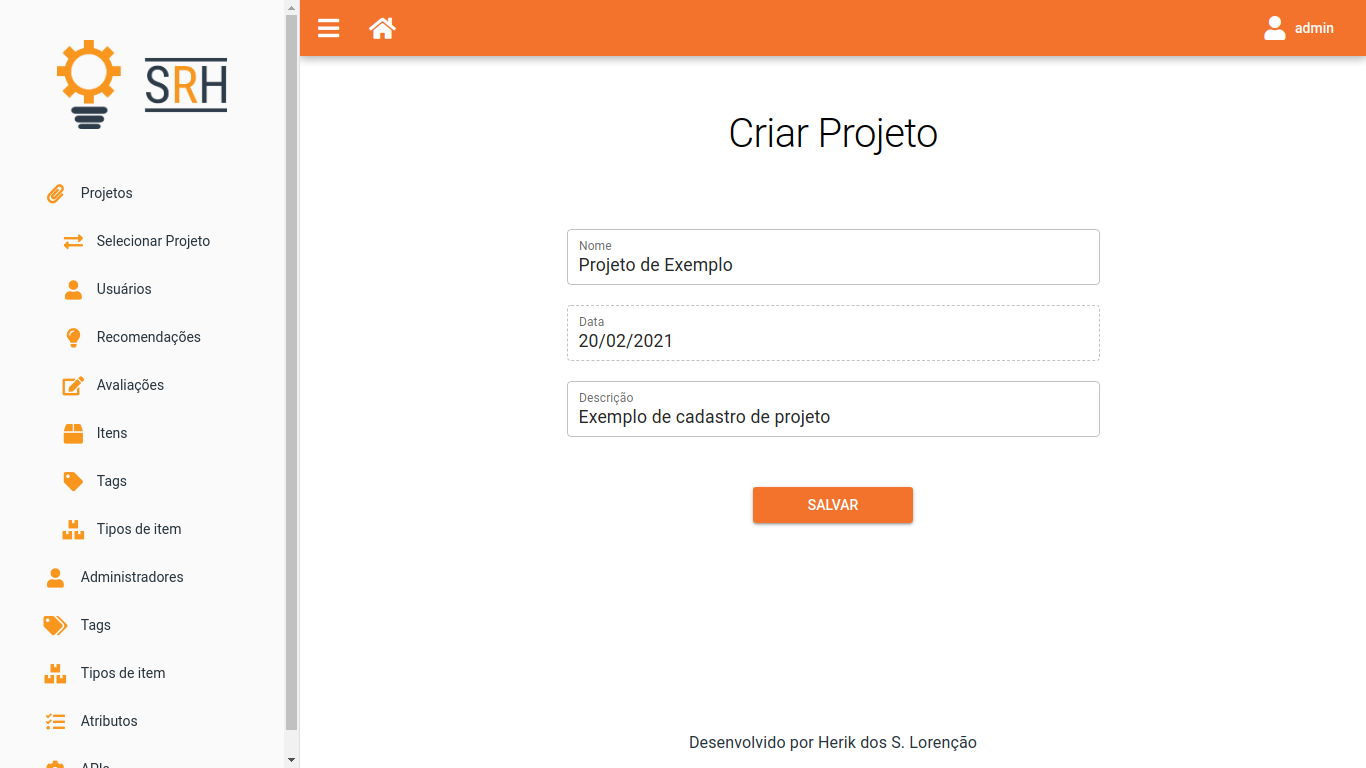 SRH
admin
Projetos
Selecionar Projeto
Usuários
Recomendações
Avaliações
Itens
Tags
Tipos de item
Administradores
Tags
Tipos de item
Atributos
Criar Projeto
Nome
Projeto de Exemplo
Data
20/02/2021
Descrição
Exemplo de cadastro de projeto
SALVAR
Desenvolvido por Herik dos S. Lorenção